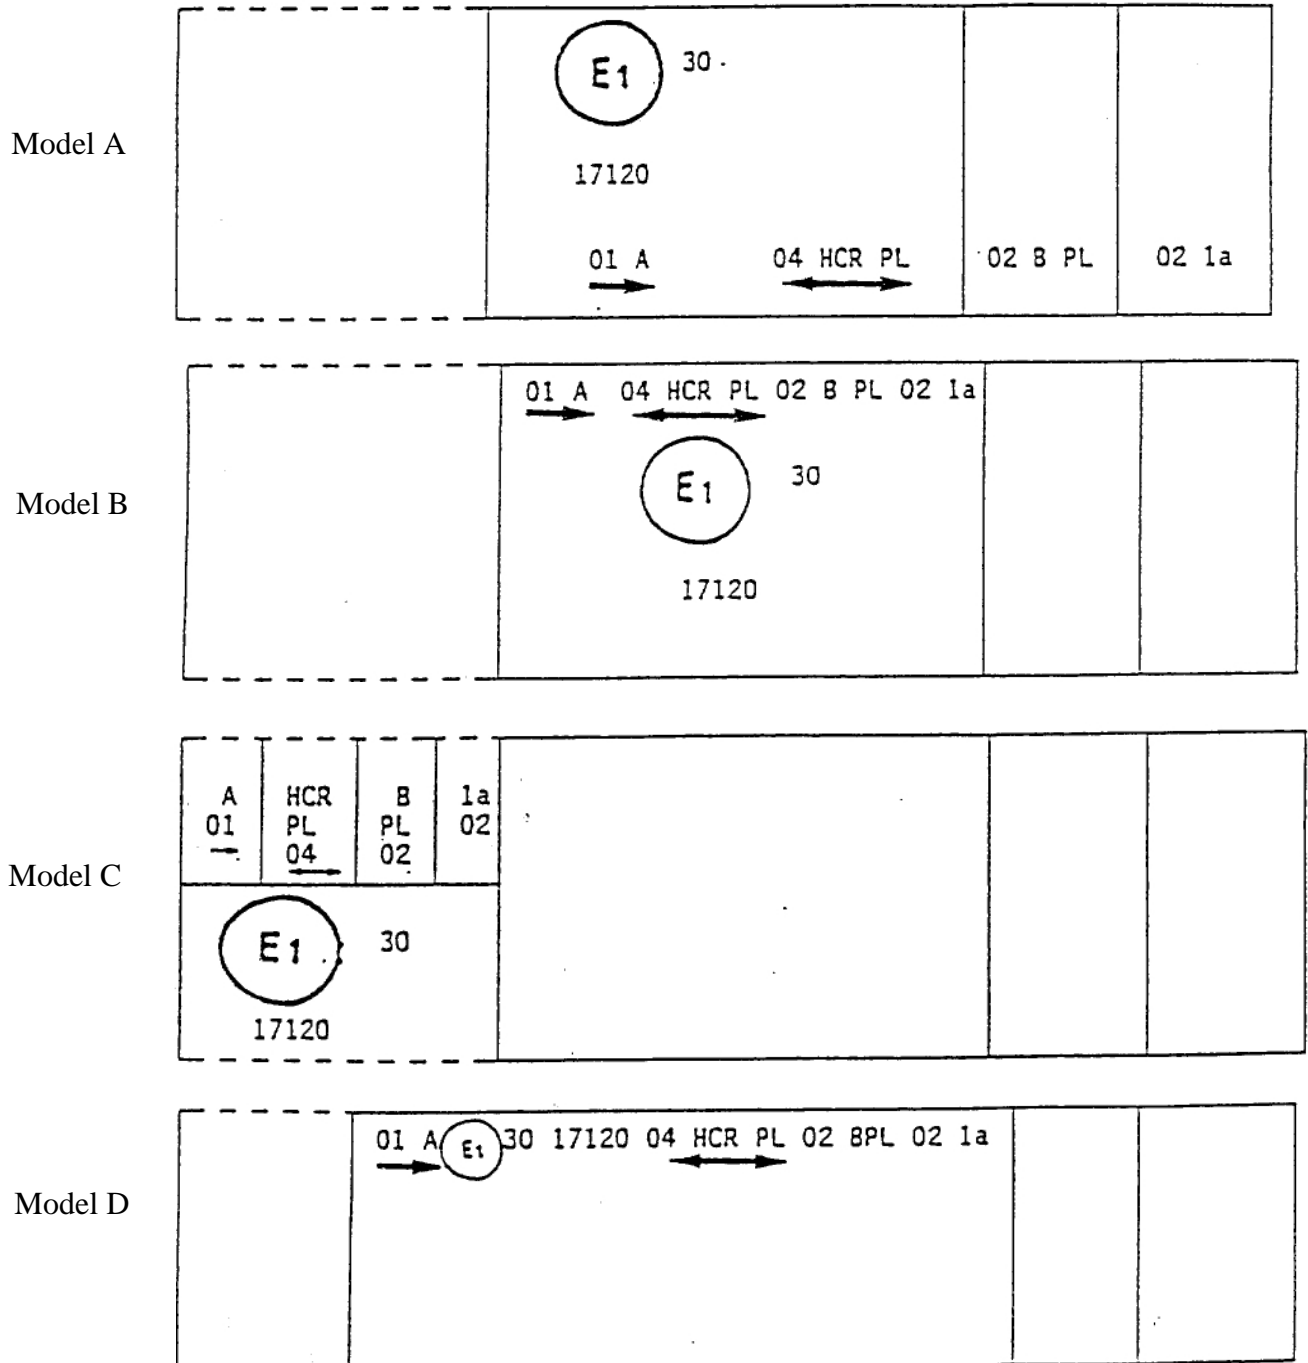 E1 30
Model A
17120
01 A 04 HCR PL 02 B PL 02 1a
01 A 04 HCR PL 02 B PL 02 1a
E1 30
Model B
17120
A HCR B 1a
01 PL PL 02
04 02
Model C
E1 30
17120
01 A E1 30 17120 04 HCR PL 02 BPL 02 1a
Model D